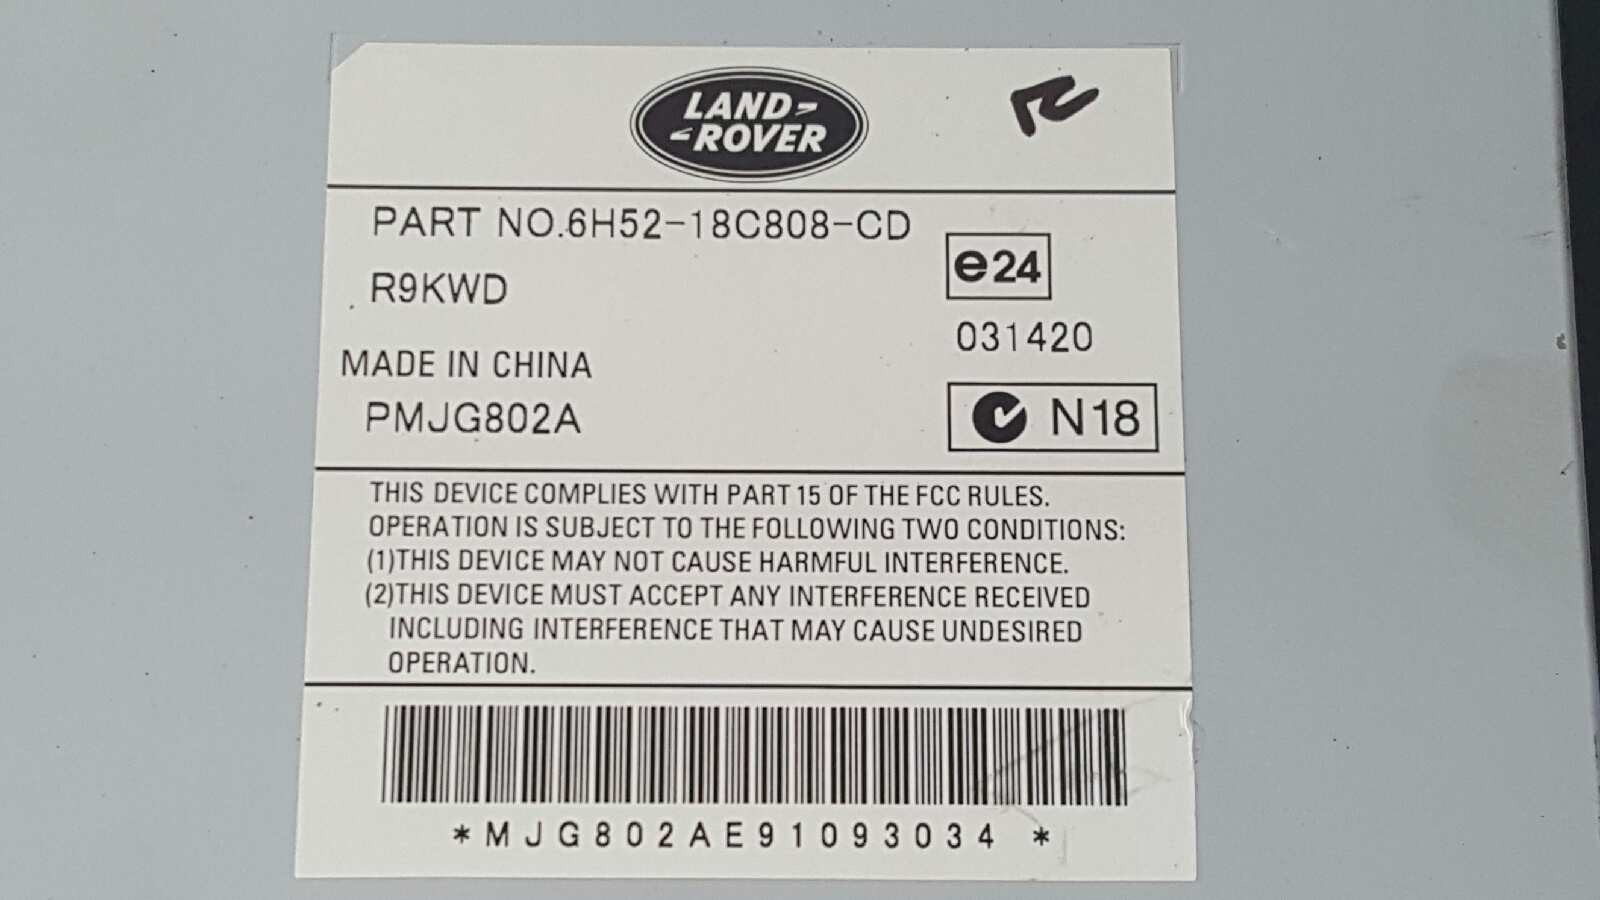 LAND-
-ROVER
PART NO.6H52-18C808-CD
e24
R9KWD
031420
MADE IN CHINA
PMJG802A
N18
THIS DEVICE COMPLIES WITH PART 15 OF THE FCC RULES.
OPERATION IS SUBJECT TO THE FOLLOWING TWO CONDITIONS:
(1)THIS DEVICE MAY NOT CAUSE HARMFUL INTERFERENCE.
(2)THIS DEVICE MUST ACCEPT ANY INTERFERENCE RECEIVED
INCLUDING INTERFERENCE THAT MAY CAUSE UNDESIRED
OPERATION.
*MJG802AE91093034 *